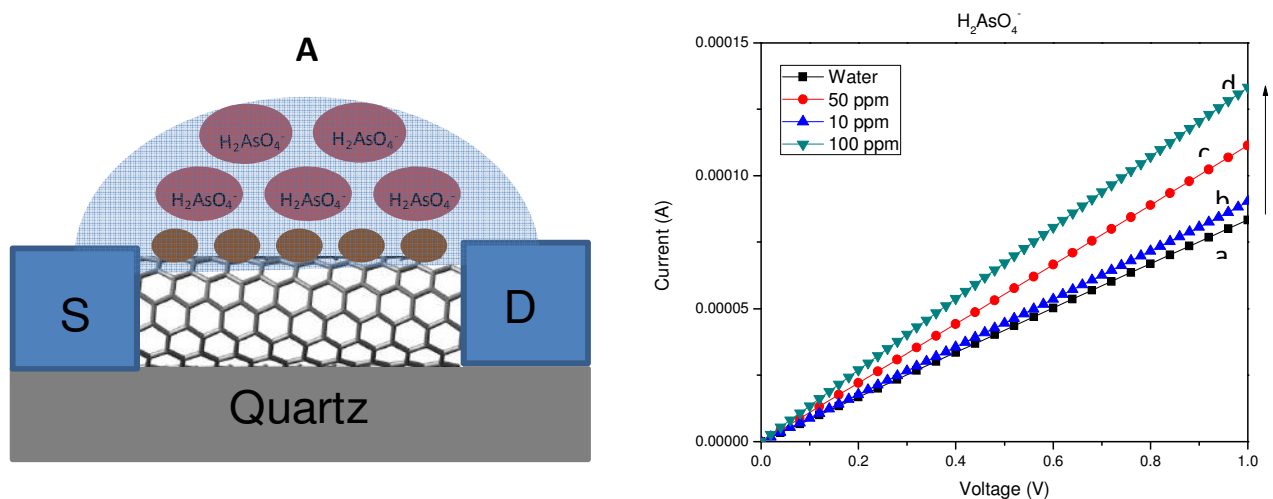 A
H₂AsO₄⁻ H₂AsO₄⁻
H₂AsO₄⁻ H₂AsO₄⁻ H₂AsO₄⁻
S D
Quartz
H₂AsO₄⁻
Water
50 ppm
10 ppm
100 ppm
d
c
b
a
0.00015
0.00010
0.00005
0.00000
Current (A)
0.0 0.2 0.4 0.6 0.8 1.0
Voltage (V)